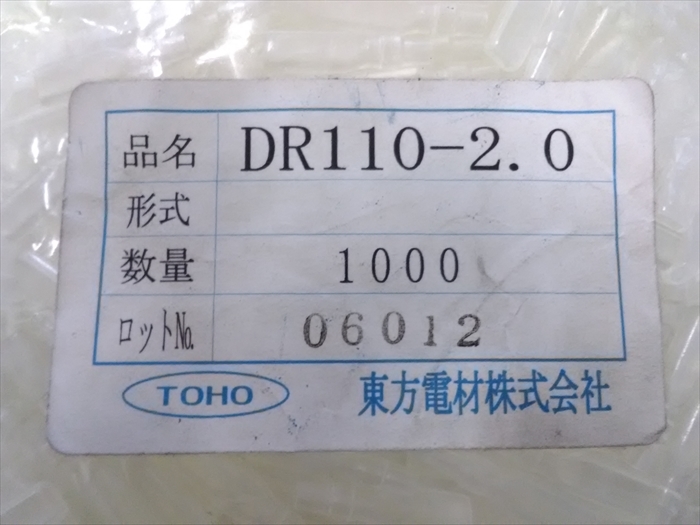 品名 DR110-2.0
形式
数量 1000
ロットNo. 06012
TOHO 東方電材株式会社